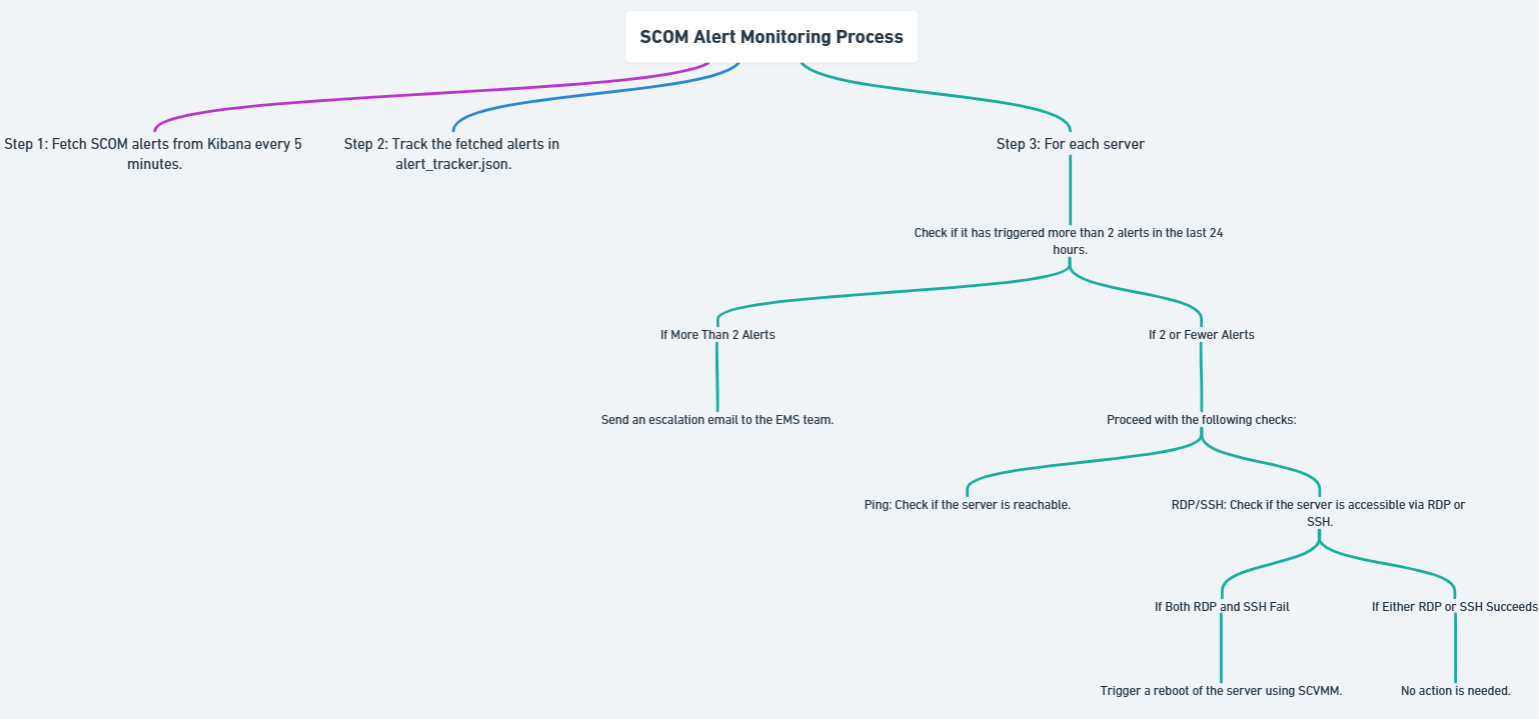 SCOM Alert Monitoring Process
Step 1: Fetch SCOM alerts from Kibana every 5
minutes.
Step 2: Track the fetched alerts in
alert_tracker.json.
Step 3: For each server
Check if it has triggered more than 2 alerts in the last 24
hours.
If More Than 2 Alerts
If 2 or Fewer Alerts
Send an escalation email to the EMS team.
Proceed with the following checks:
Ping: Check if the server is reachable.
RDP/SSH: Check if the server is accessible via RDP or
SSH.
If Both RDP and SSH Fail
If Either RDP or SSH Succeeds
Trigger a reboot of the server using SCVMM.
No action is needed.